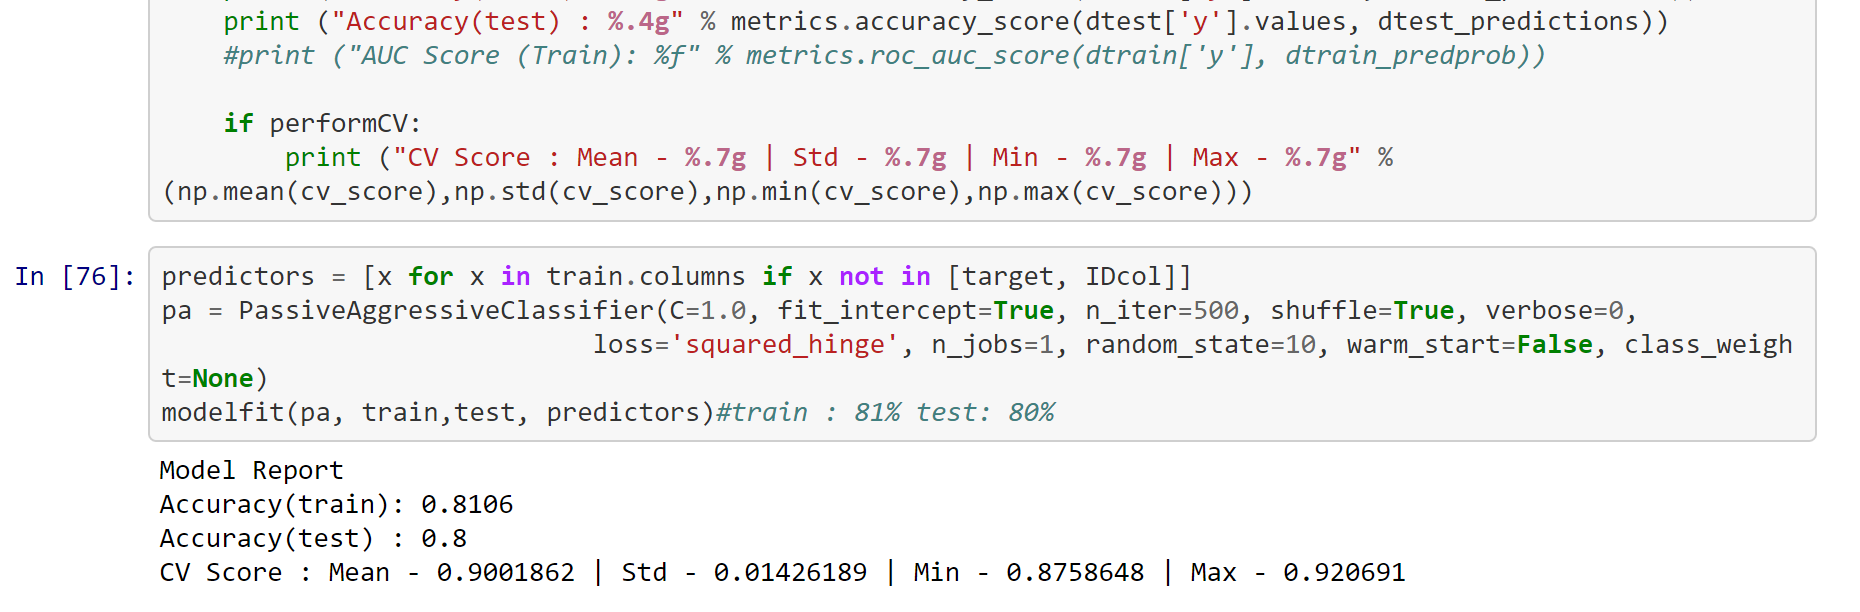 print ("Accuracy(test) : %.4g" % metrics.accuracy_score(dtest['y'].values, dtest_predictions))
#print ("AUC Score (Train): %f" % metrics.roc_auc_score(dtrain['y'], dtrain_predprob))
if performCV:
print ("CV Score : Mean - %.7g | Std - %.7g | Min - %.7g | Max - %.7g" %
(np.mean(cv_score),np.std(cv_score),np.min(cv_score),np.max(cv_score)))
In [76]: predictors = [x for x in train.columns if x not in [target, IDcol]]
pa = PassiveAggressiveClassifier(C=1.0, fit_intercept=True, n_iter=500, shuffle=True, verbose=0,
loss='squared_hinge', n_jobs=1, random_state=10, warm_start=False, class_weigh
t=None)
modelfit(pa, train,test, predictors)#train : 81% test: 80%
Model Report
Accuracy(train): 0.8106
Accuracy(test) : 0.8
CV Score : Mean - 0.9001862 | Std - 0.01426189 | Min - 0.8758648 | Max - 0.920691